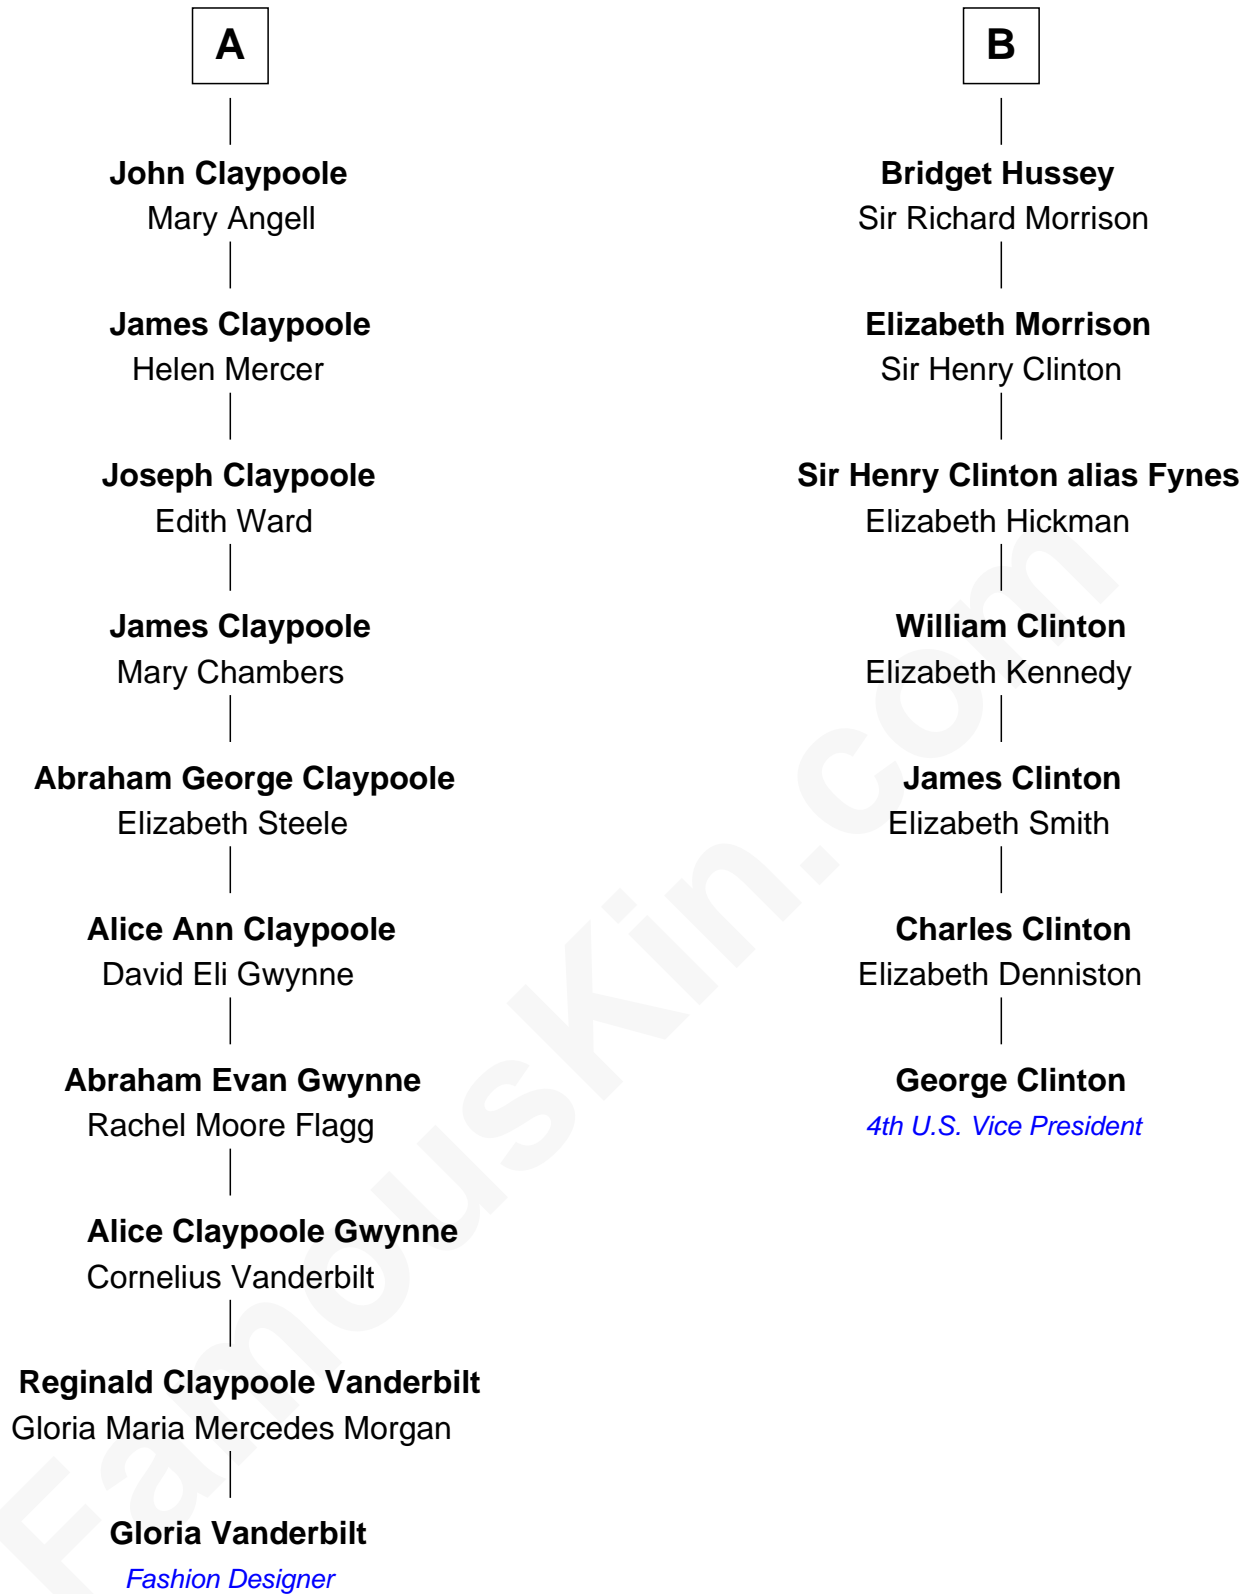 A
John Claypoole
Mary Angell
James Claypoole
Helen Mercer
Joseph Claypoole
Edith Ward
James Claypoole
Mary Chambers
Abraham George Claypoole
Elizabeth Steele
Alice Ann Claypoole
David Eli Gwynne
Abraham Evan Gwynne
Rachel Moore Flagg
Alice Claypoole Gwynne
Cornelius Vanderbilt
Reginald Claypoole Vanderbilt
Gloria Maria Mercedes Morgan
Gloria Vanderbilt
Fashion Designer
B
Bridget Hussey
Sir Richard Morrison
Elizabeth Morrison
Sir Henry Clinton
Sir Henry Clinton alias Fynes
Elizabeth Hickman
William Clinton
Elizabeth Kennedy
James Clinton
Elizabeth Smith
Charles Clinton
Elizabeth Denniston
George Clinton
4th U.S. Vice President
FamousKin.com